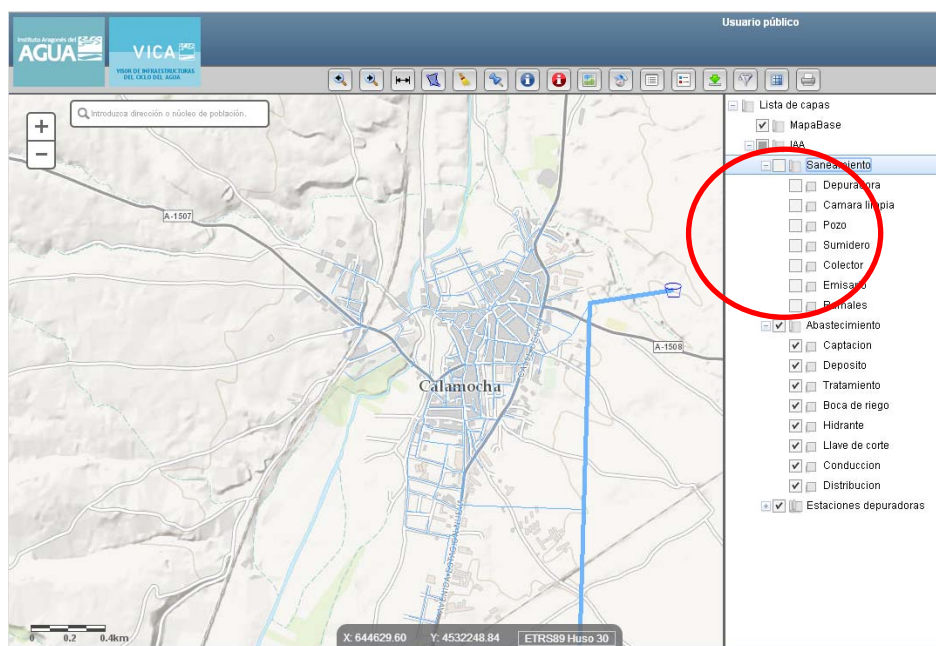 Usuario público
Instituto Aragonés del
AGUA
VICA
VISOR DE INFRAESTRUCTURAS
DEL CICLO DEL AGUA
Introduzca dirección o núcleo de población.
+
−
A-1507
A-1508
Calamocha
AVENIDA ESTACIÓN NUEVA
0 0.2 0.4km
X: 644629.60 Y: 4532248.84 ETRS89 Huso 30
Lista de capas
MapaBase
IAA
Saneamiento
Depuradora
Camara limpia
Pozo
Sumidero
Colector
Emisario
Ramales
Abastecimiento
Captacion
Deposito
Tratamiento
Boca de riego
Hidrante
Llave de corte
Conduccion
Distribucion
Estaciones depuradoras